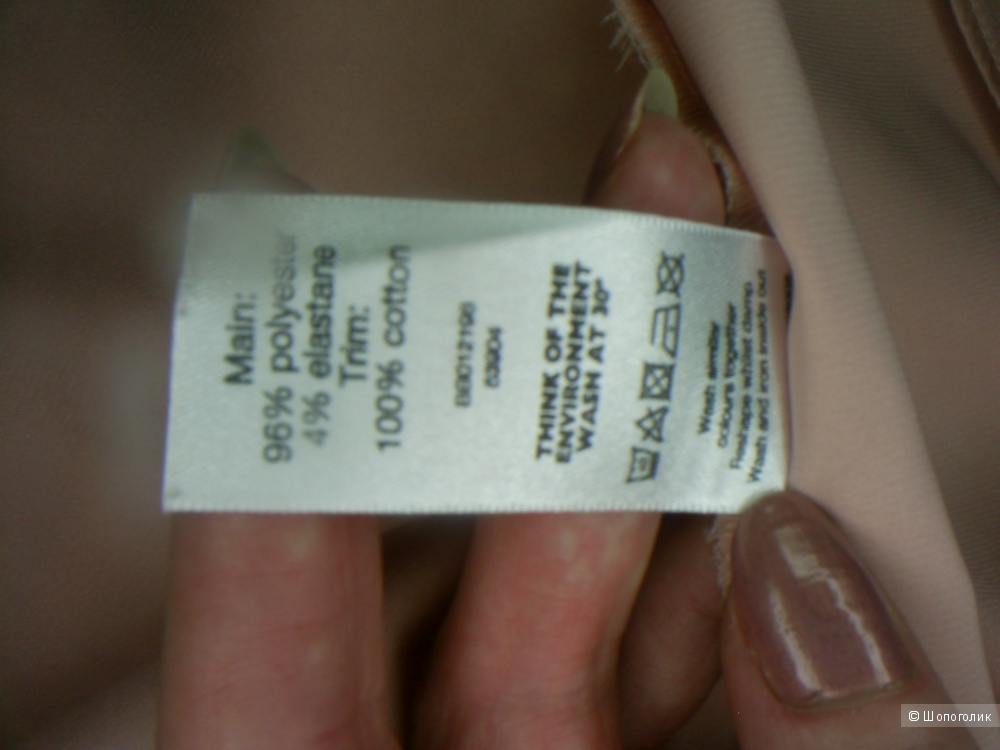 Main:
96% polyester
4% elastane
Trim:
100% cotton
53904
THINK OF THE
ENVIRONMENT
WASH AT 30°
Wash similar
colours together
Reshape whilst damp
Wash and iron inside out
© Шопоголик